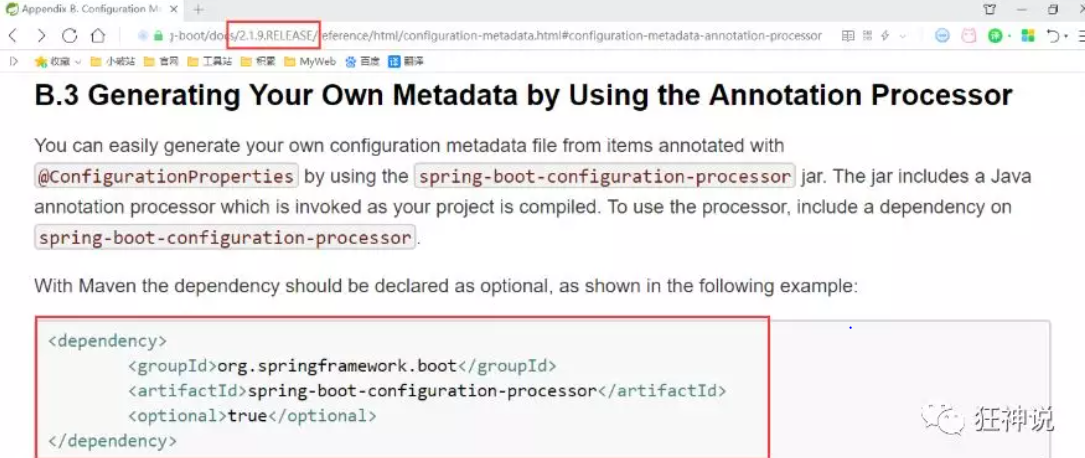 Appendix B. Configuration M
-boot/docs/2.1.9.RELEASE/reference/html/configuration-metadata.html#configuration-metadata-annotation-processor
收藏 小破站 官网 工具站 积累 MyWeb 百度 翻译
B.3 Generating Your Own Metadata by Using the Annotation Processor
You can easily generate your own configuration metadata file from items annotated with
@ConfigurationProperties by using the spring-boot-configuration-processor jar. The jar includes a Java
annotation processor which is invoked as your project is compiled. To use the processor, include a dependency on
spring-boot-configuration-processor.
With Maven the dependency should be declared as optional, as shown in the following example:
<dependency>
<groupId>org.springframework.boot</groupId>
<artifactId>spring-boot-configuration-processor</artifactId>
<optional>true</optional>
</dependency>
狂神说